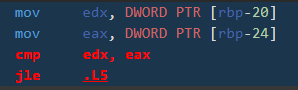 mov edx, DWORD PTR [rbp-20]
mov eax, DWORD PTR [rbp-24]
cmp edx, eax
jle .L5